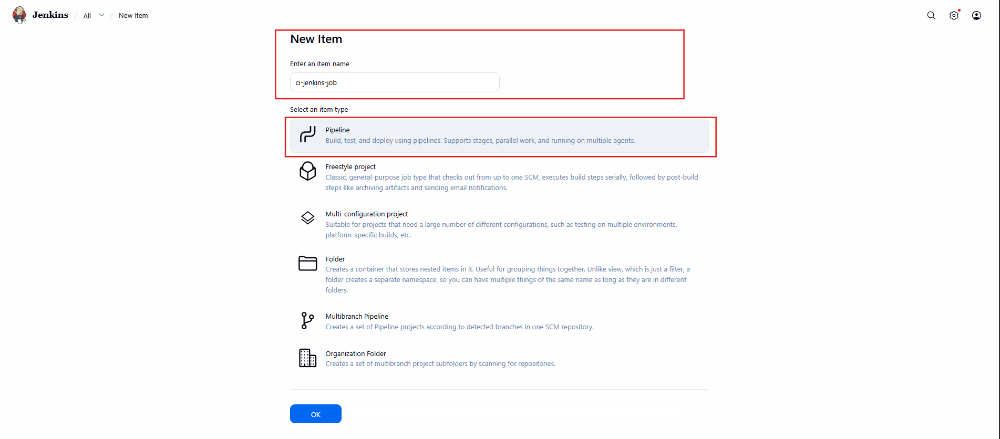 Jenkins / All / New Item
New Item
Enter an item name
ci-jenkins-job
Select an item type
Pipeline
Build, test, and deploy using pipelines. Supports stages, parallel work, and running on multiple agents.
Freestyle project
Classic, general-purpose job type that checks out from up to one SCM, executes build steps serially, followed by post-build
steps like archiving artifacts and sending email notifications.
Multi-configuration project
Suitable for projects that need a large number of different configurations, such as testing on multiple environments,
platform-specific builds, etc.
Folder
Creates a container that stores nested items in it. Useful for grouping things together. Unlike view, which is just a filter, a
folder creates a separate namespace, so you can have multiple things of the same name as long as they are in different
folders.
Multibranch Pipeline
Creates a set of Pipeline projects according to detected branches in one SCM repository.
Organization Folder
Creates a set of multibranch project subfolders by scanning for repositories.
OK